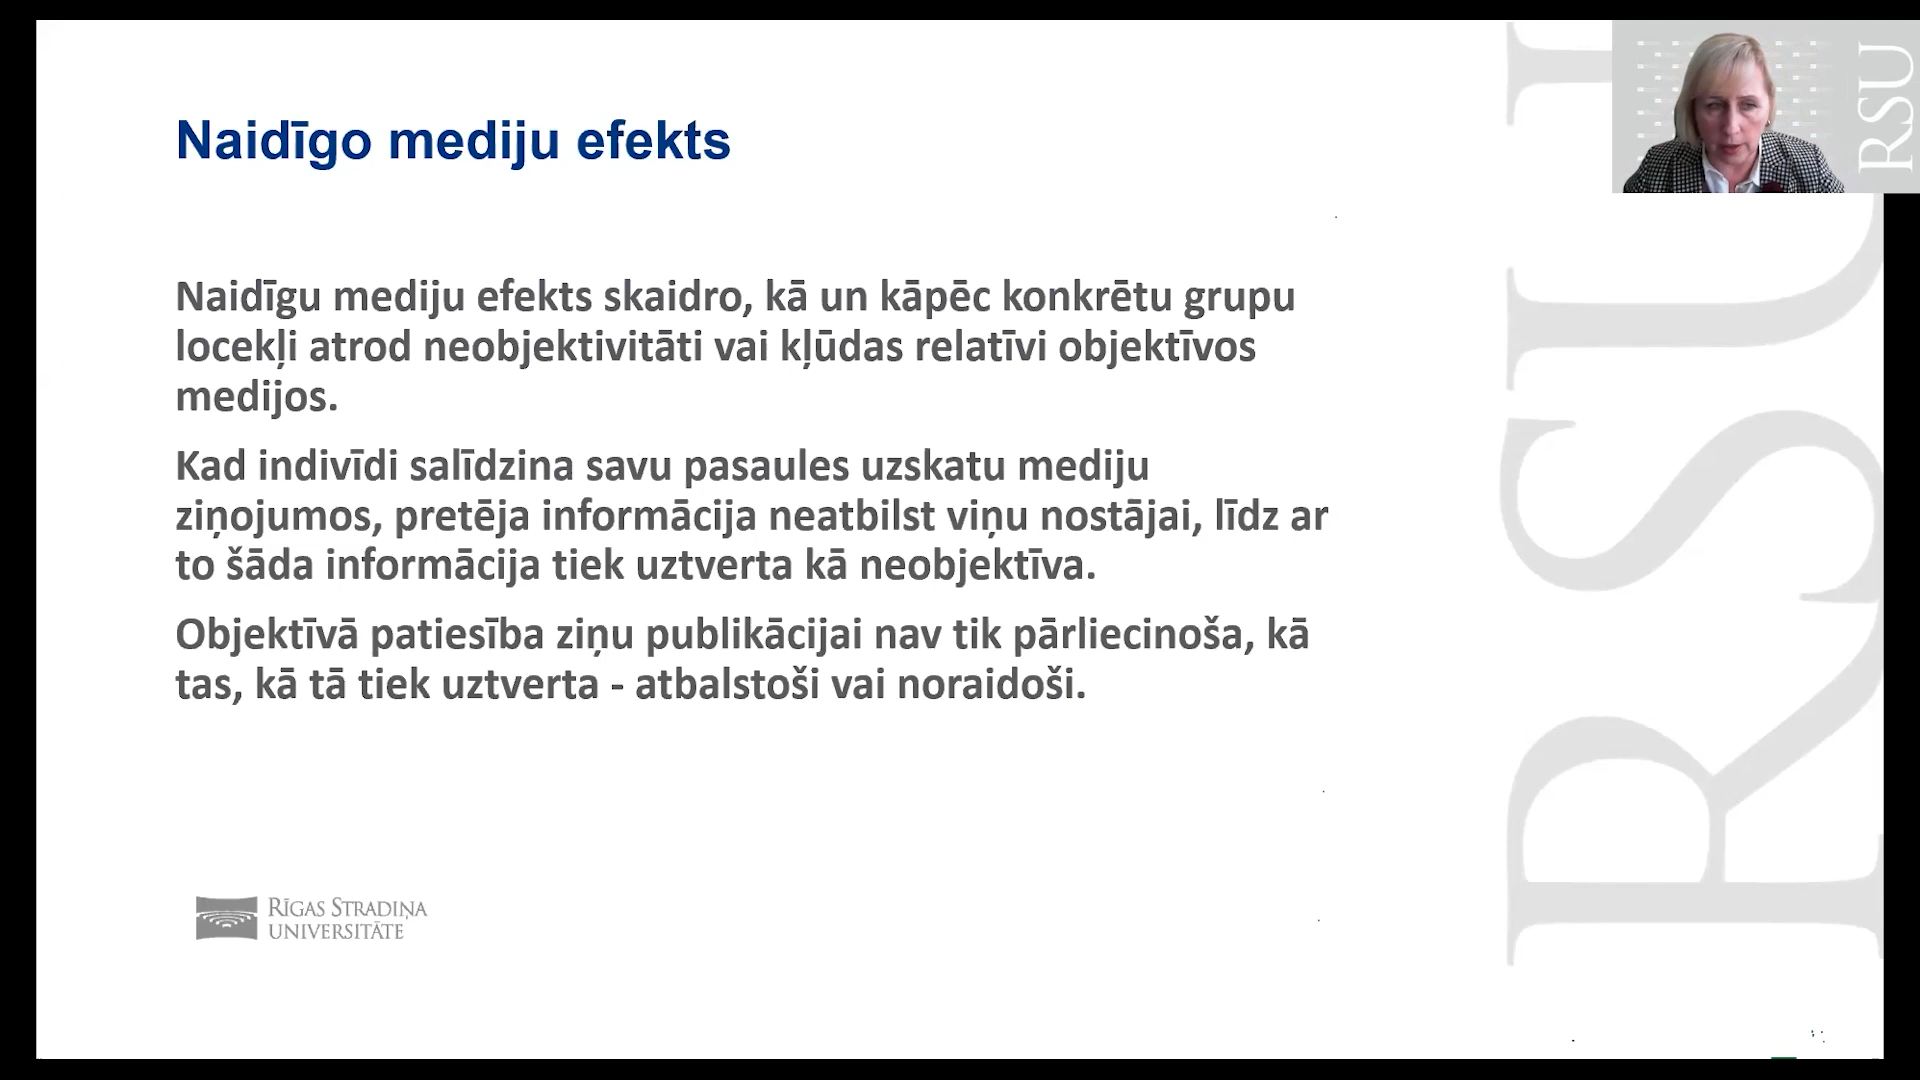 Naidīgo mediju efekts
Naidīgu mediju efekts skaidro, kā un kāpēc konkrētu grupu
locekļi atrod neobjektivitāti vai kļūdas relatīvi objektīvos
medijos.
Kad indivīdi salīdzina savu pasaules uzskatu mediju
ziņojumos, pretēja informācija neatbilst viņu nostājai, līdz ar
to šāda informācija tiek uztverta kā neobjektīva.
Objektīvā patiesība ziņu publikācijai nav tik pārliecinoša, kā
tas, kā tā tiek uztverta - atbalstoši vai noraidoši.
RĪGAS STRADIŅA
UNIVERSITĀTE
RSU
RSU